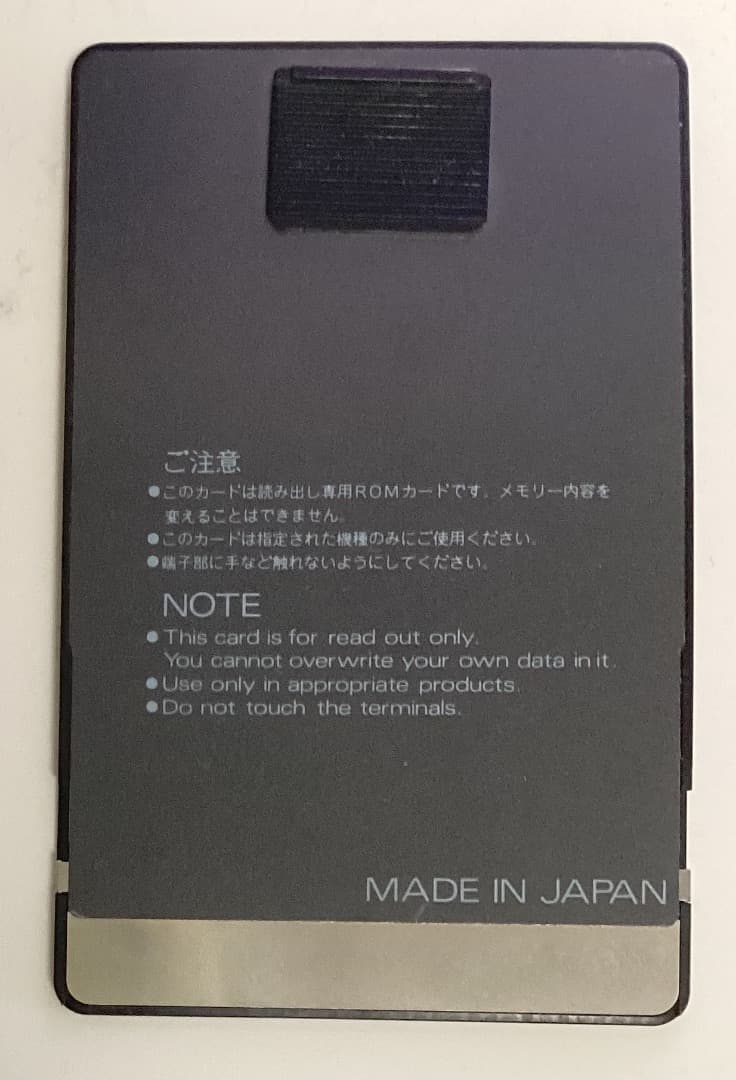 ご注意
●このカードは読み出し専用ROMカードです。メモリー内容を
変えることはできません。
●このカードは指定された機種のみにご使用ください。
●端子部に手など触れないようにしてください。
NOTE
●This card is for read out only.
You cannot overwrite your own data in it.
●Use only in appropriate products.
●Do not touch the terminals.
MADE IN JAPAN